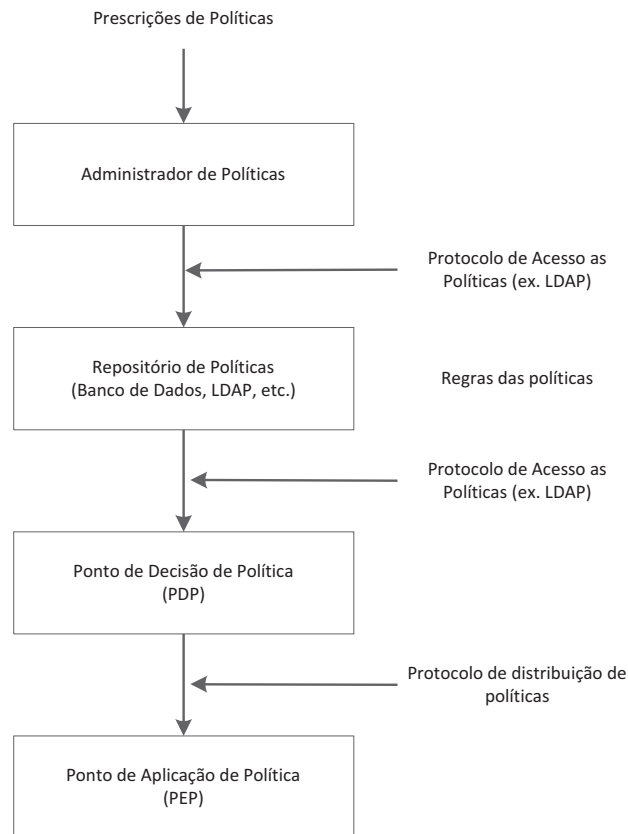 Prescrições de Políticas
Administrador de Políticas
Protocolo de Acesso as
Políticas (ex. LDAP)
Repositório de Políticas
(Banco de Dados, LDAP, etc.)
Regras das políticas
Protocolo de Acesso as
Políticas (ex. LDAP)
Ponto de Decisão de Política
(PDP)
Protocolo de distribuição de
políticas
Ponto de Aplicação de Política
(PEP)